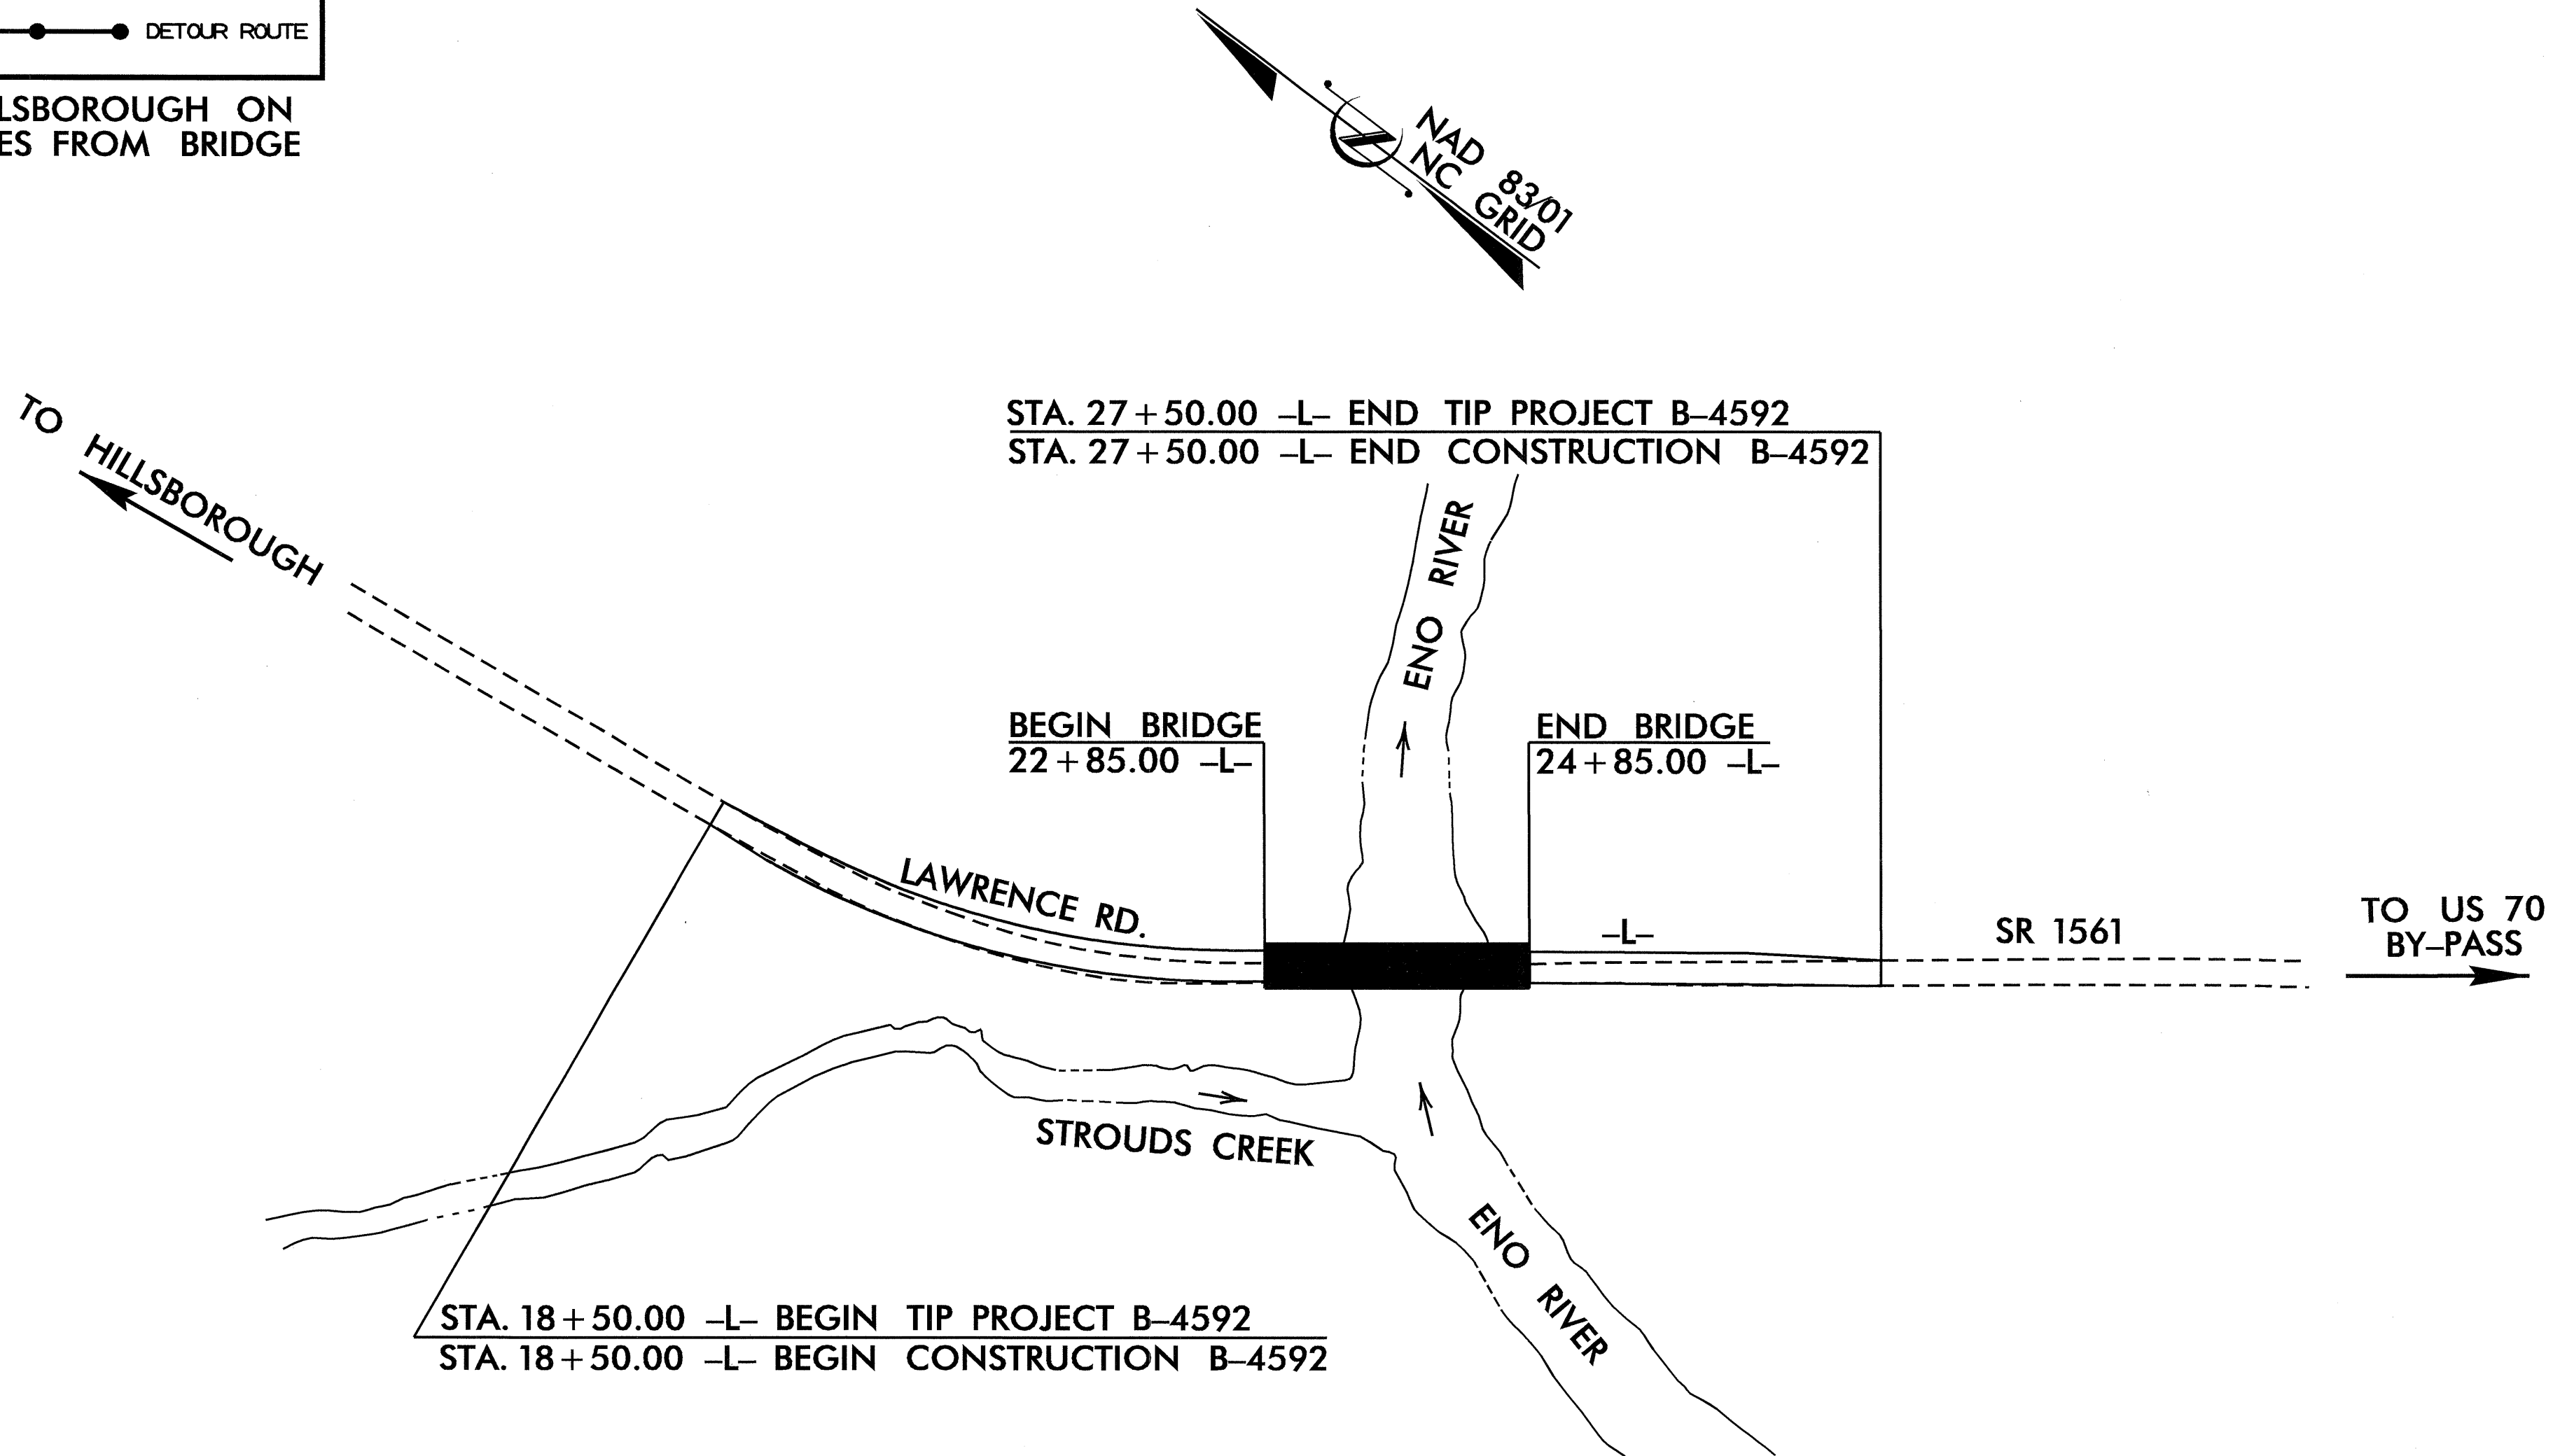 DETOUR ROUTE
LSBOROUGH ON
ES FROM BRIDGE
NAD 83/01
NC GRID
TO HILLSBOROUGH
STA. 27+50.00 –L– END TIP PROJECT B–4592
STA. 27+50.00 –L– END CONSTRUCTION B–4592
ENO RIVER
BEGIN BRIDGE
22+85.00 –L–
END BRIDGE
24+85.00 –L–
LAWRENCE RD.
–L–
SR 1561
TO US 70
BY–PASS
STROUDS CREEK
ENO RIVER
STA. 18+50.00 –L– BEGIN TIP PROJECT B–4592
STA. 18+50.00 –L– BEGIN CONSTRUCTION B–4592